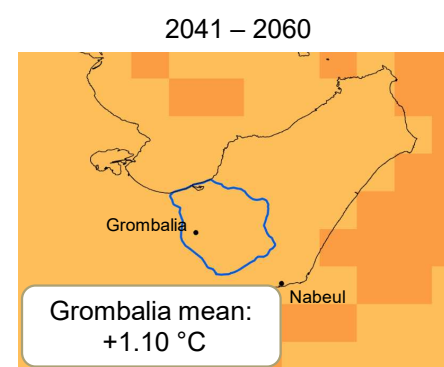 2041 – 2060
Grombalia
Nabeul
Grombalia mean:
+1.10 °C